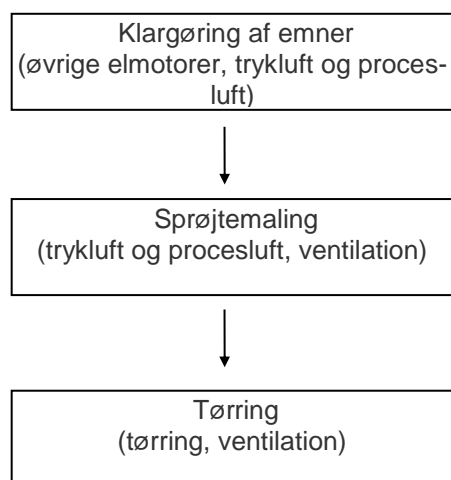 Klargøring af emner
(øvrige elmotorer, trykluft og proces-
luft)
Sprøjtemaling
(trykluft og procesluft, ventilation)
Tørring
(tørring, ventilation)